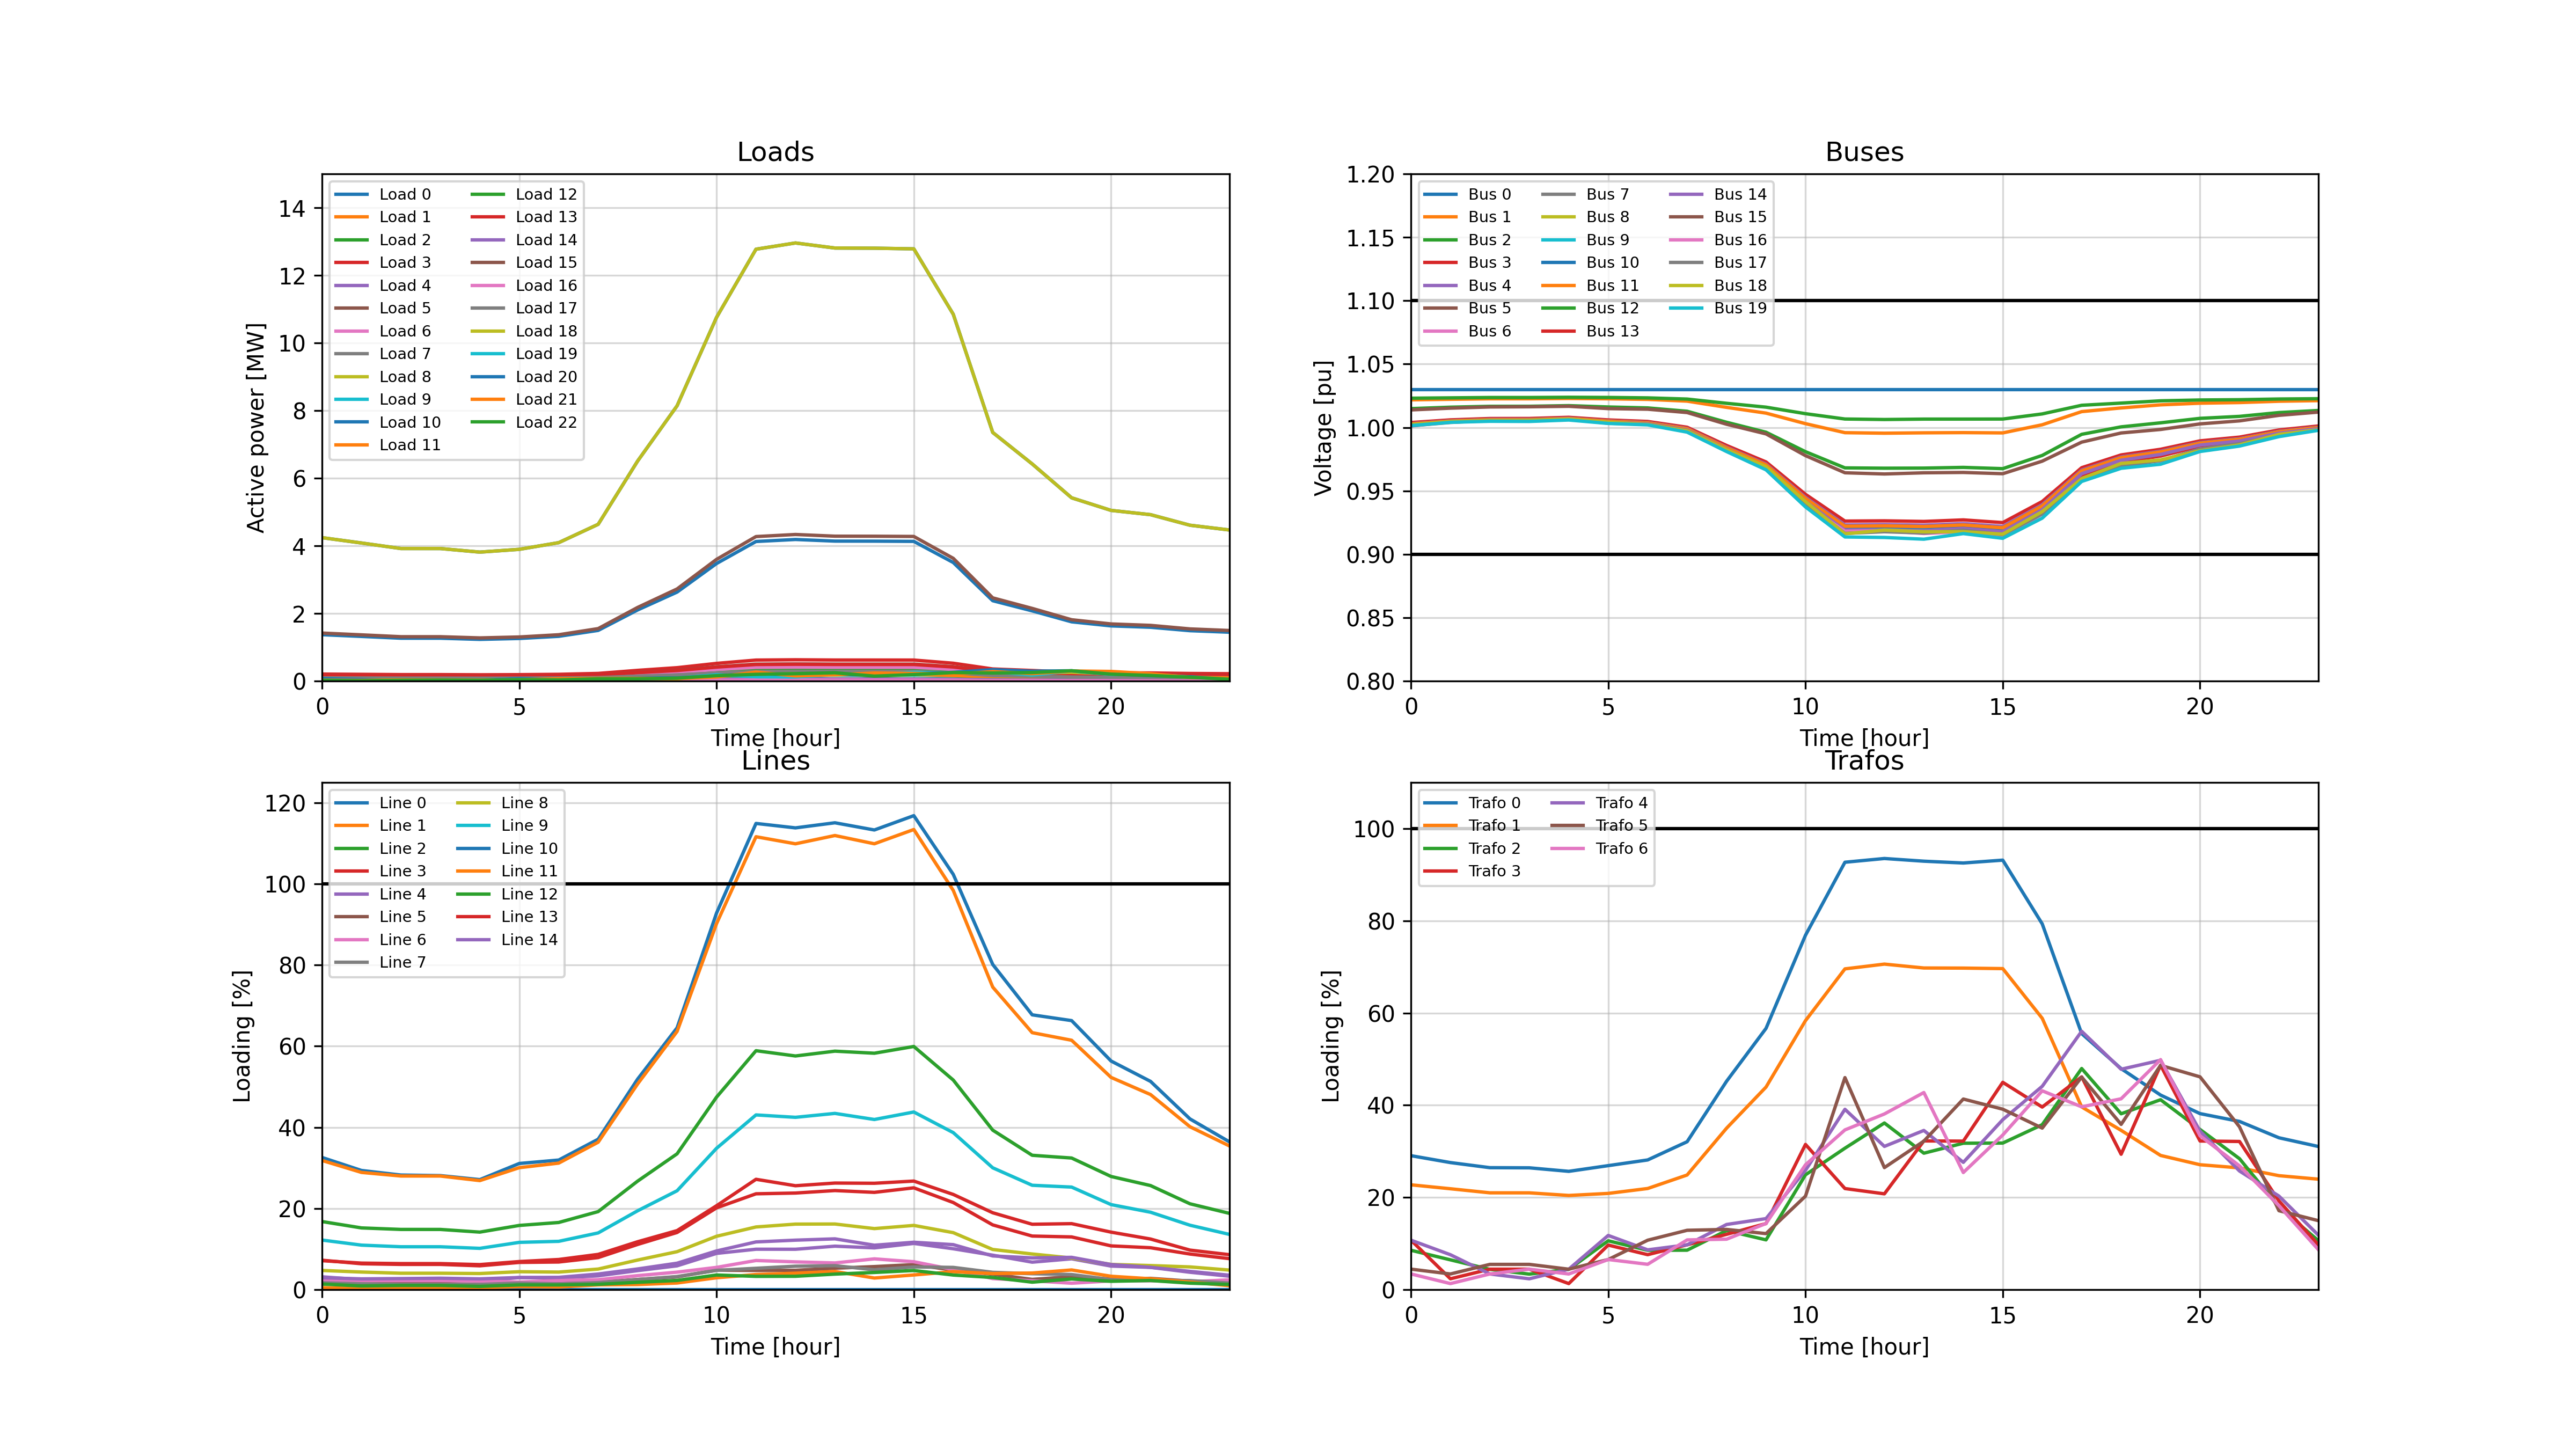 Loads
Active power [MW]
14
12
10
8
6
4
2
0
Load 0
Load 1
Load 2
Load 3
Load 4
Load 5
Load 6
Load 7
Load 8
Load 9
Load 10
Load 11
Load 12
Load 13
Load 14
Load 15
Load 16
Load 17
Load 18
Load 19
Load 20
Load 21
Load 22
0 5 10 15 20
Time [hour]
Buses
Voltage [pu]
1.20
1.15
1.10
1.05
1.00
0.95
0.90
0.85
0.80
Bus 0
Bus 1
Bus 2
Bus 3
Bus 4
Bus 5
Bus 6
Bus 7
Bus 8
Bus 9
Bus 10
Bus 11
Bus 12
Bus 13
Bus 14
Bus 15
Bus 16
Bus 17
Bus 18
Bus 19
0 5 10 15 20
Time [hour]
Lines
Loading [%]
120
100
80
60
40
20
0
Line 0
Line 1
Line 2
Line 3
Line 4
Line 5
Line 6
Line 7
Line 8
Line 9
Line 10
Line 11
Line 12
Line 13
Line 14
0 5 10 15 20
Time [hour]
Trafos
Loading [%]
100
80
60
40
20
0
Trafo 0
Trafo 1
Trafo 2
Trafo 3
Trafo 4
Trafo 5
Trafo 6
0 5 10 15 20
Time [hour]